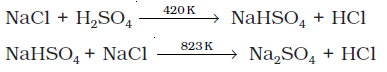 NaCl + H₂SO₄ —420 K→ NaHSO₄ + HCl
NaHSO₄ + NaCl —823 K→ Na₂SO₄ + HCl